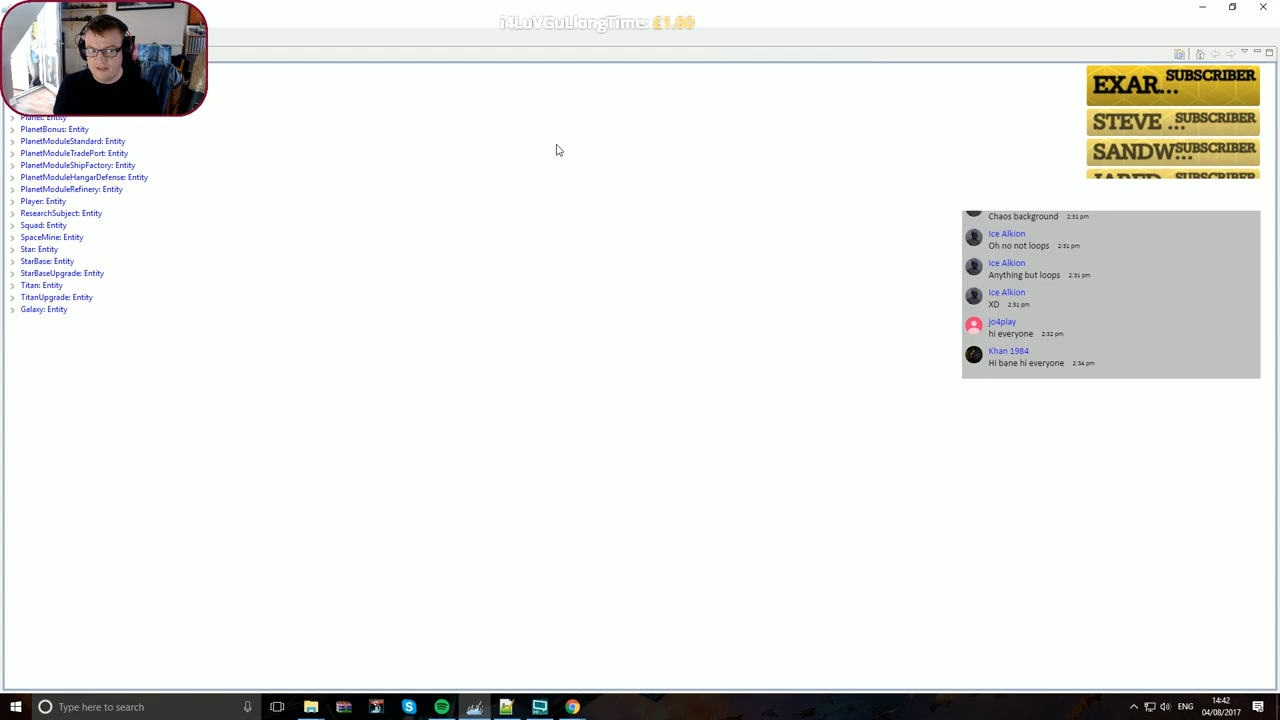 i4LuVGuLlongTime: £1.80
EXAR... SUBSCRIBER
STEVE ... SUBSCRIBER
SANDW... SUBSCRIBER
JARED SUBSCRIBER
Planet: Entity
PlanetBonus: Entity
PlanetModuleStandard: Entity
PlanetModuleTradePort: Entity
PlanetModuleShipFactory: Entity
PlanetModuleHangarDefense: Entity
PlanetModuleRefinery: Entity
Player: Entity
ResearchSubject: Entity
Squad: Entity
SpaceMine: Entity
Star: Entity
StarBase: Entity
StarBaseUpgrade: Entity
Titan: Entity
TitanUpgrade: Entity
Galaxy: Entity
Chaos background 2:31 pm
Ice Alkion
Oh no not loops 2:31 pm
Ice Alkion
Anything but loops 2:31 pm
Ice Alkion
XD 2:31 pm
jo4play
hi everyone 2:32 pm
Khan 1984
Hi bane hi everyone 2:34 pm
Type here to search
ENG
14:42
04/08/2017